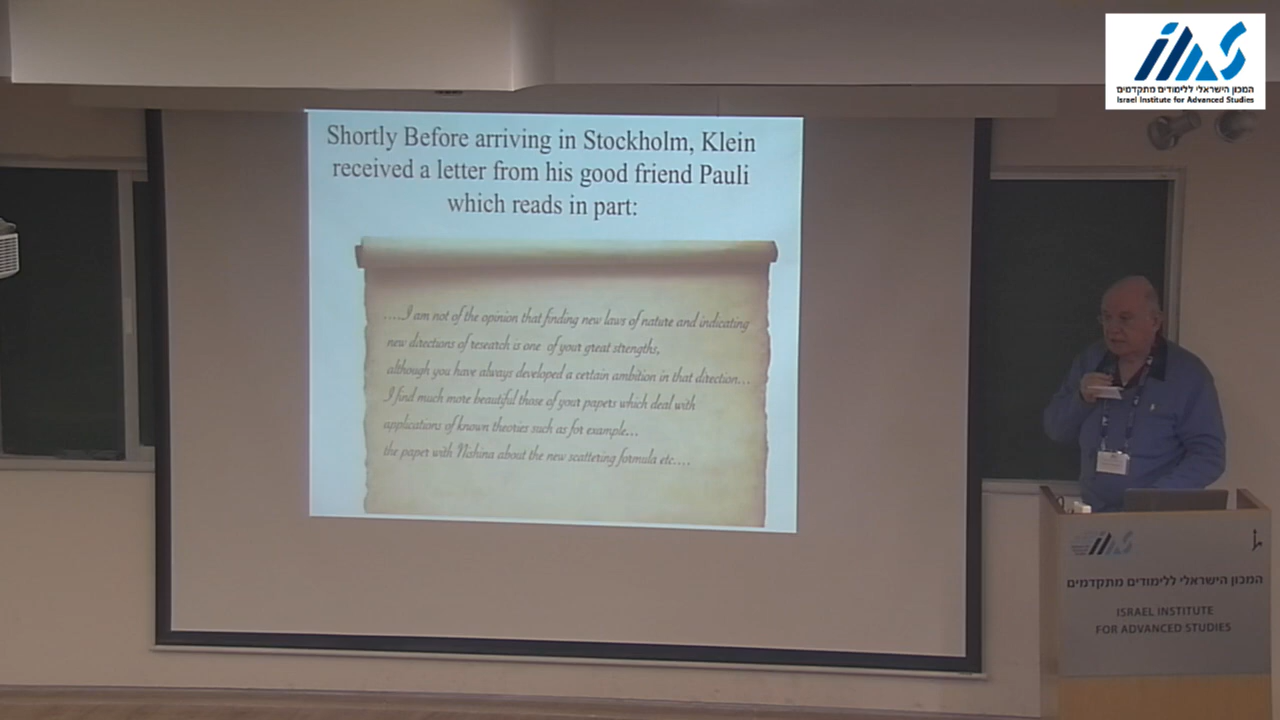 ias
המכון הישראלי ללימודים מתקדמים
Israel Institute for Advanced Studies
Shortly Before arriving in Stockholm, Klein
received a letter from his good friend Pauli
which reads in part:
....I am not of the opinion that finding new laws of nature and indicating
new directions of research is one of your great strengths,
although you have always developed a certain ambition in that direction...
I find much more beautiful those of your papers which deal with
applications of known theories such as for example...
the paper with Nishina about the new scattering formula etc....
ias
המכון הישראלי ללימודים מתקדמים
ISRAEL INSTITUTE
FOR ADVANCED STUDIES